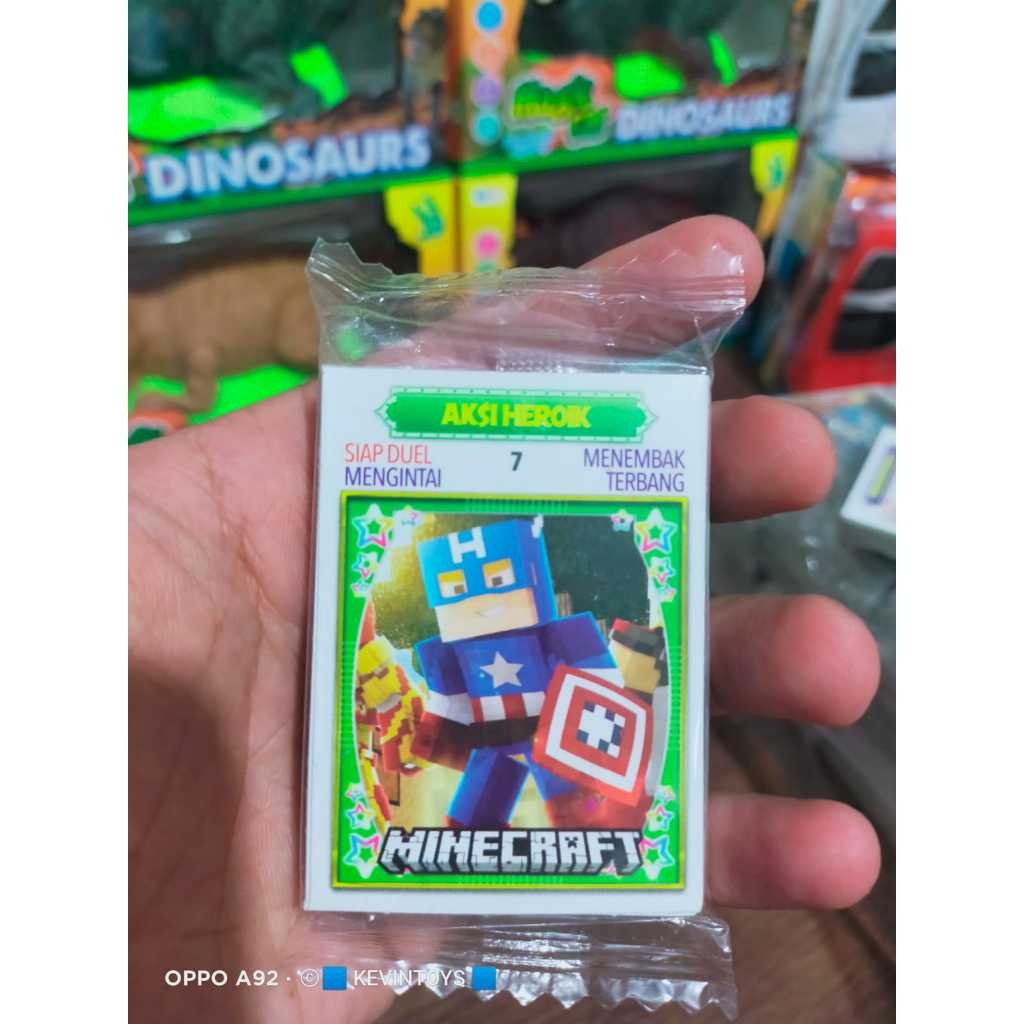 DINOSAURS
DINOSAURS
AKSI HEROIK
SIAP DUEL
MENGINTAI
7
MENEMBAK
TERBANG
H
MINECRAFT
OPPO A92 · © KEVINTOYS